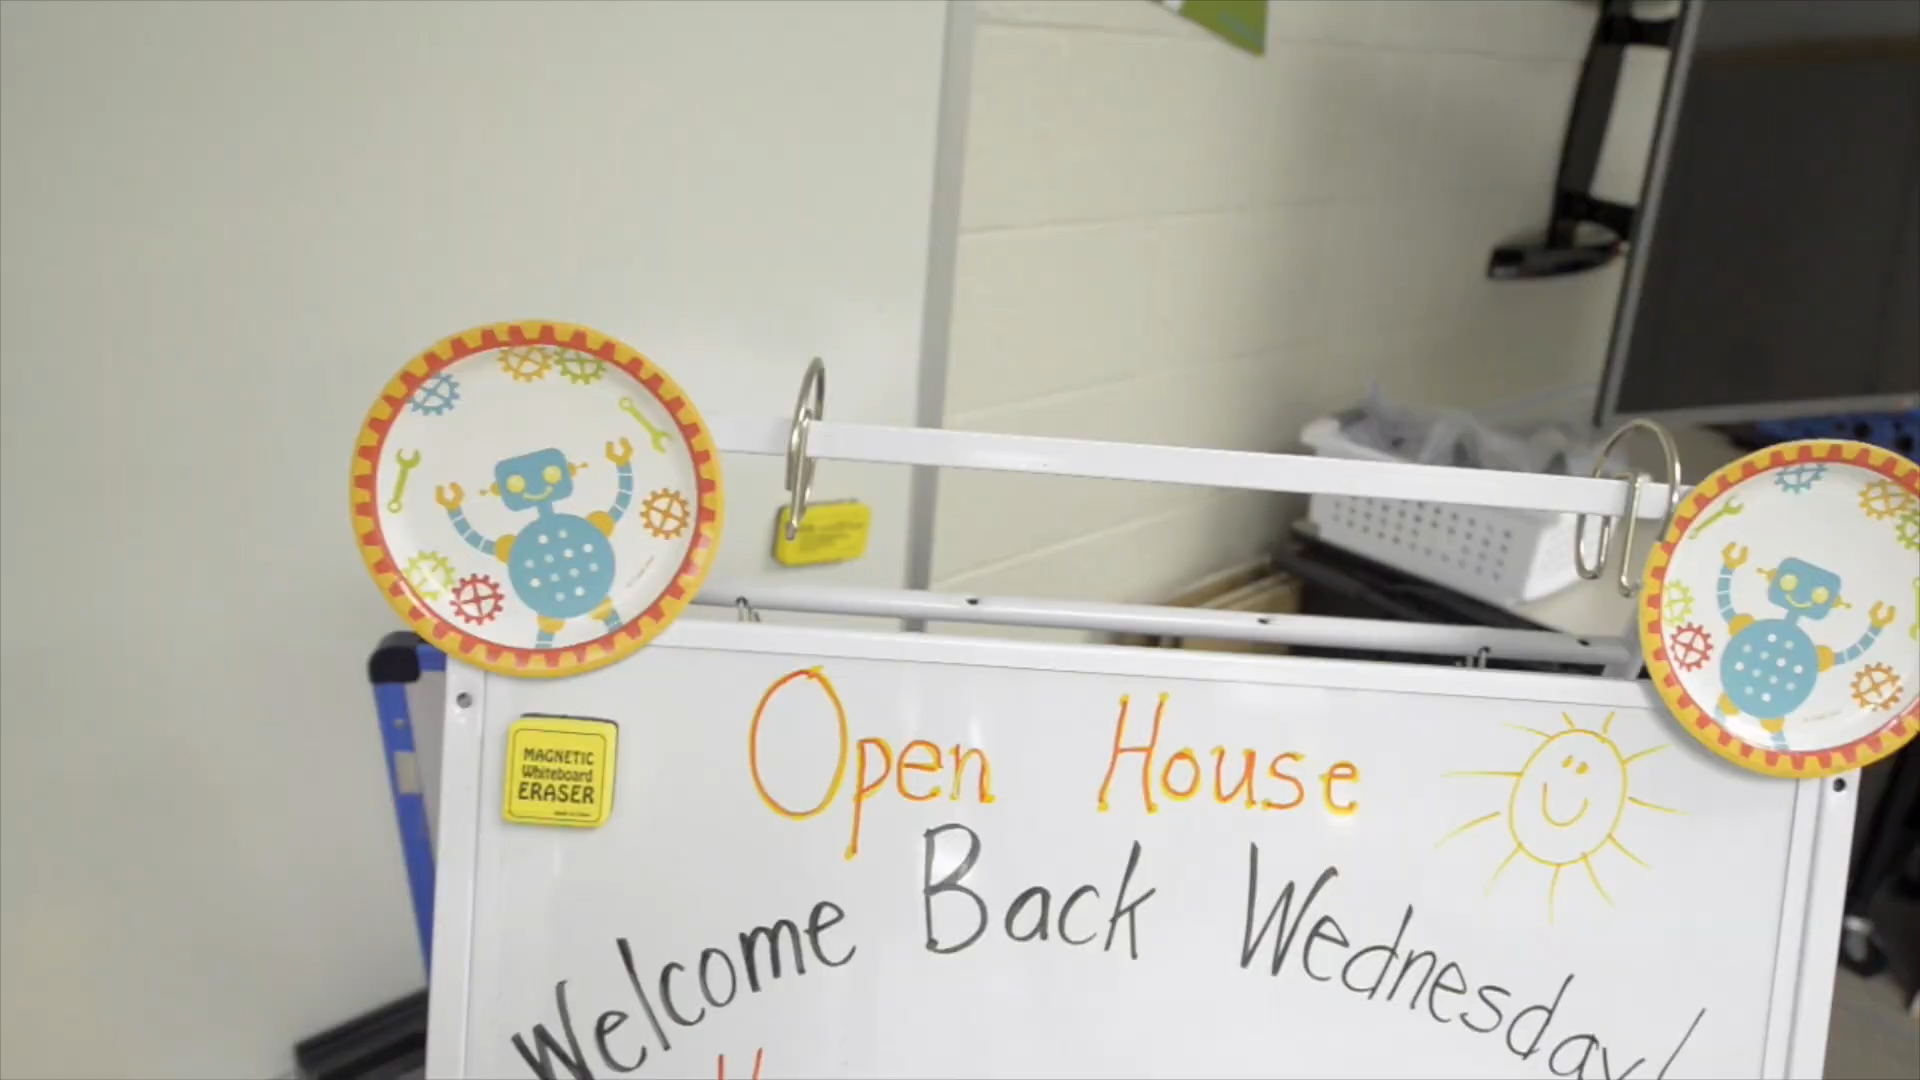 Open House
MAGNETIC
Whiteboard
ERASER
Welcome Back Wednesday!